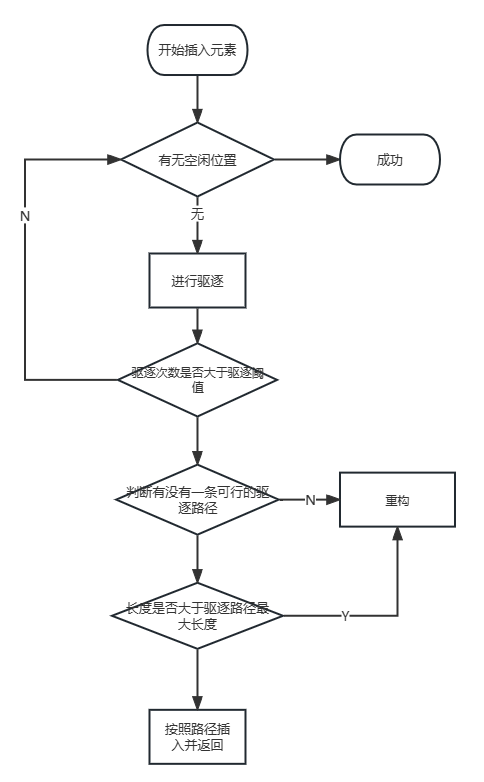 开始插入元素
有无空闲位置
成功
N
无
进行驱逐
驱逐次数是否大于驱逐阈
值
判断有没有一条可行的驱
逐路径
N
重构
长度是否大于驱逐路径最
大长度
Y
按照路径插
入并返回